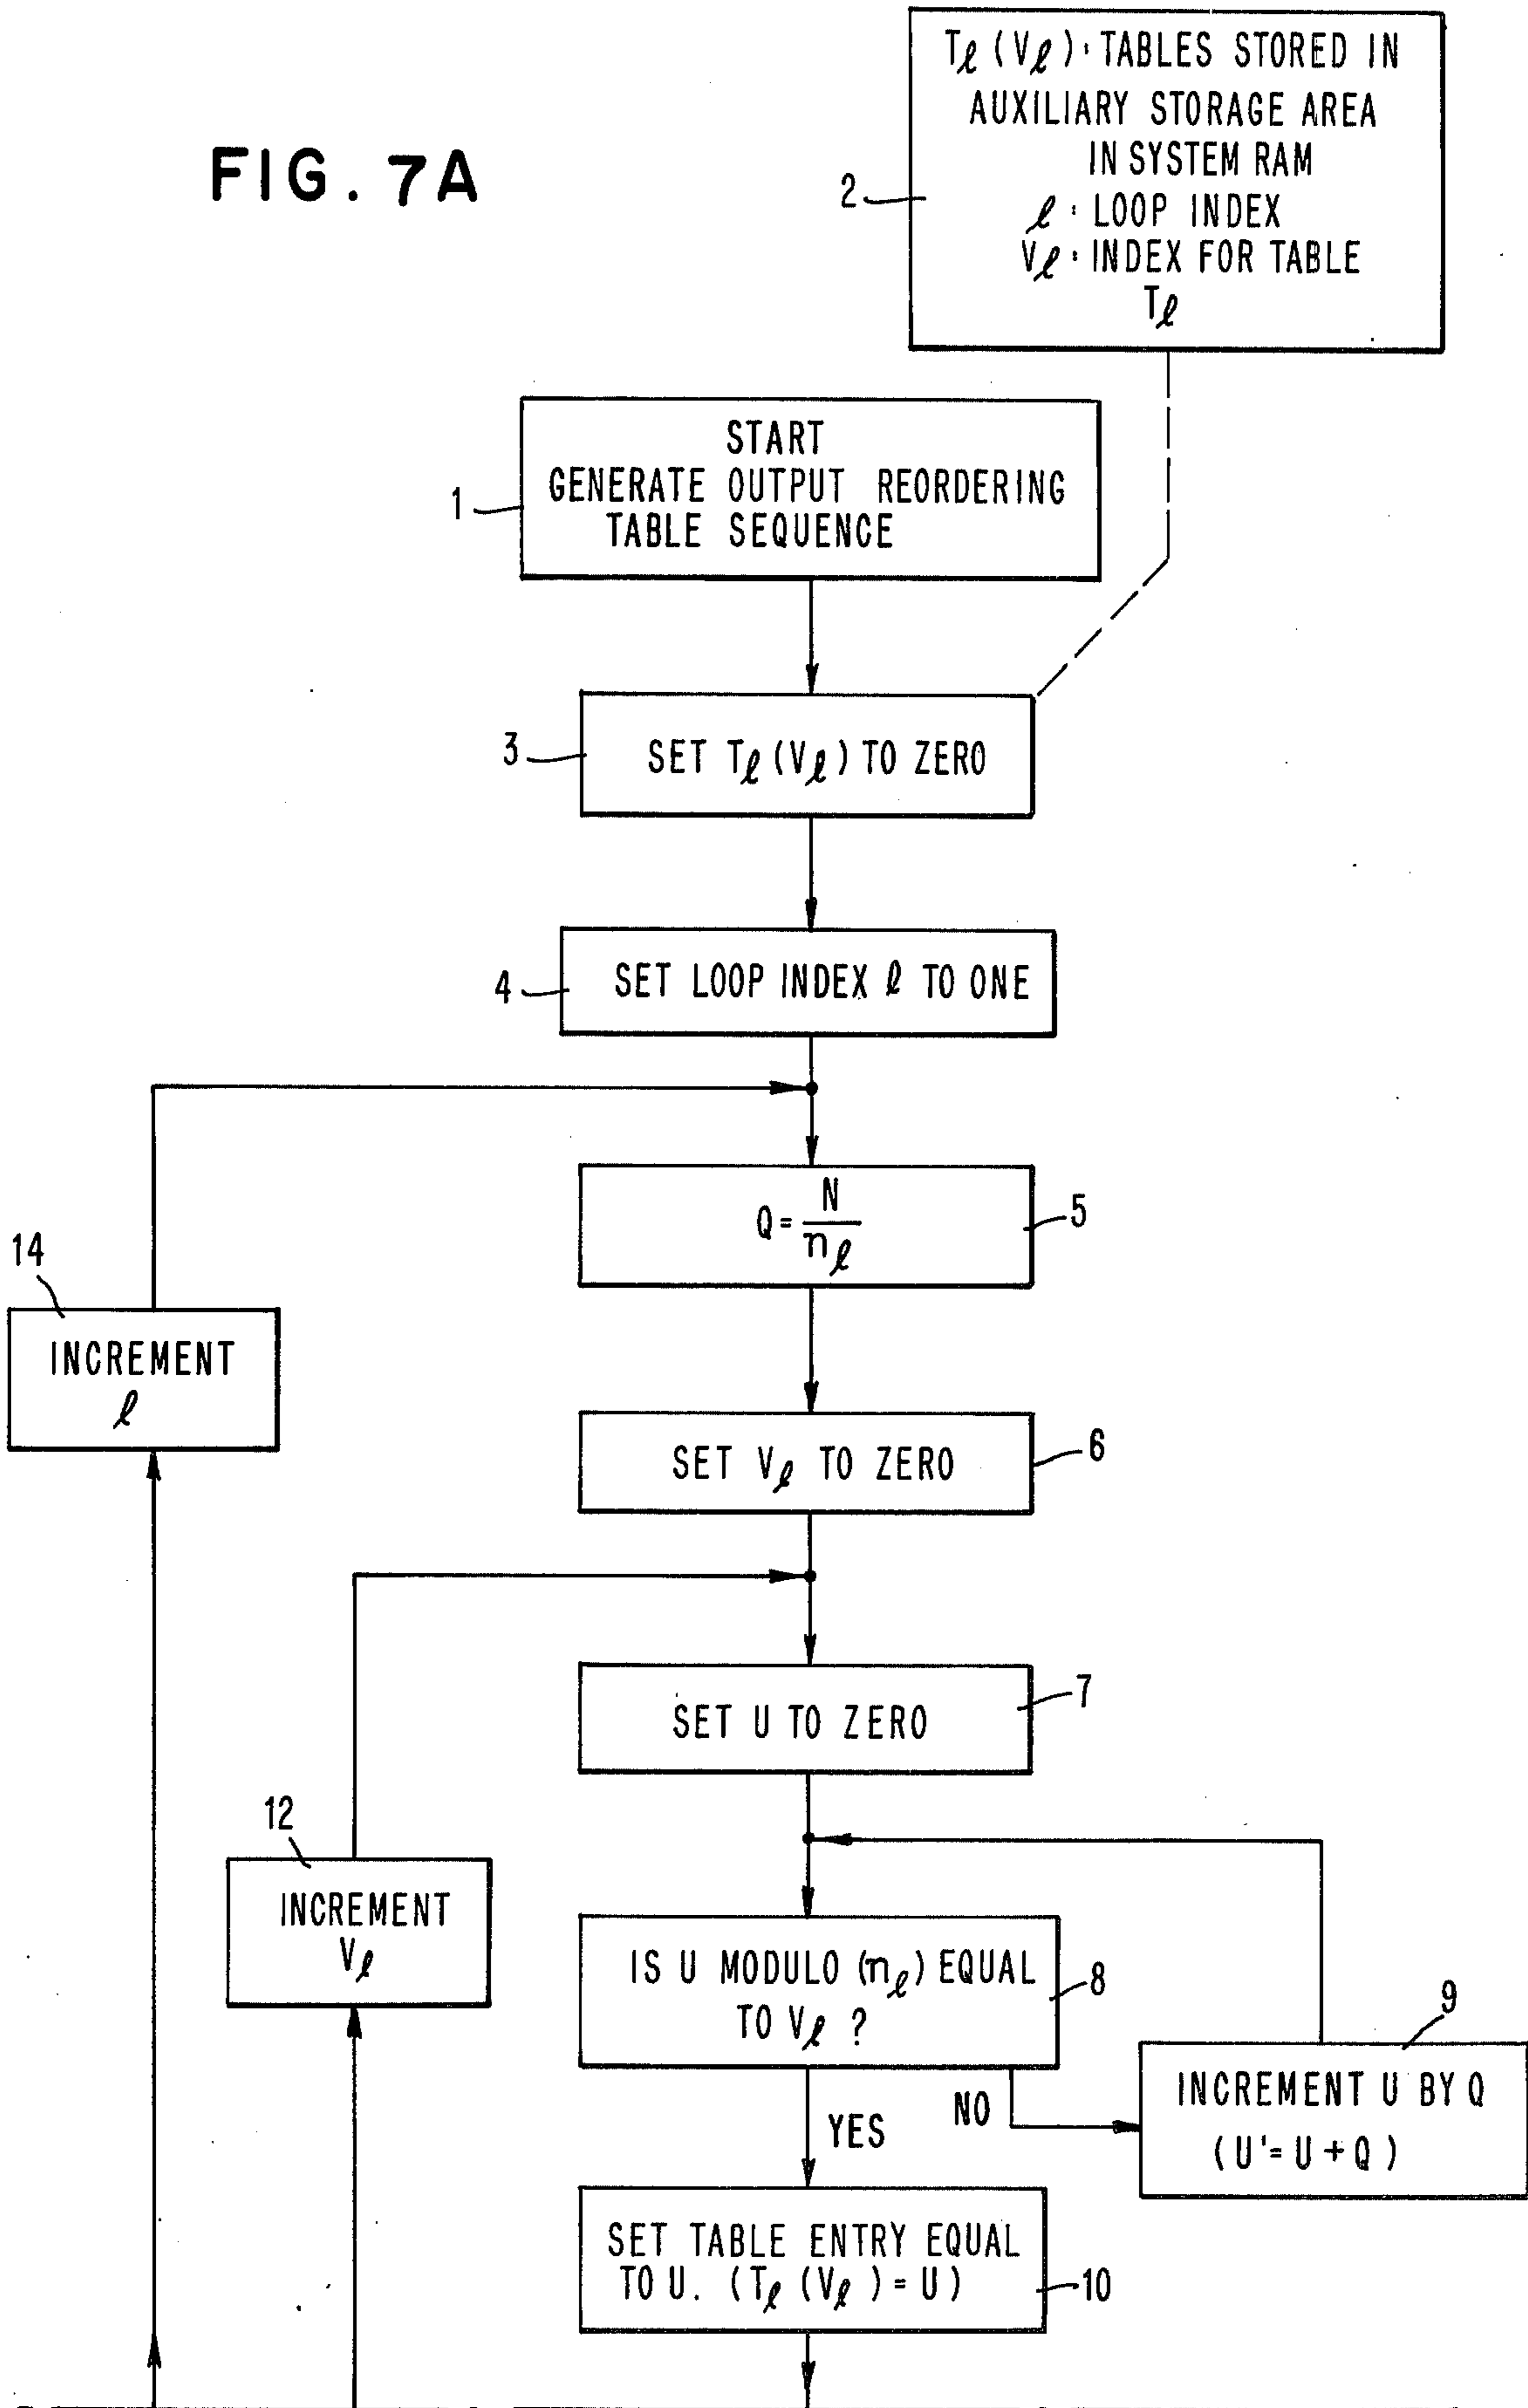 FIG. 7A
Tℓ (Vℓ) : TABLES STORED IN
AUXILIARY STORAGE AREA
IN SYSTEM RAM
ℓ : LOOP INDEX
Vℓ : INDEX FOR TABLE
Tℓ
2
START
GENERATE OUTPUT REORDERING
TABLE SEQUENCE
1
SET Tℓ (Vℓ) TO ZERO
3
SET LOOP INDEX ℓ TO ONE
4
Q = N
nℓ
5
14
INCREMENT
ℓ
SET Vℓ TO ZERO
6
SET U TO ZERO
7
12
INCREMENT
Vℓ
IS U MODULO (nℓ) EQUAL
TO Vℓ ?
8
9
INCREMENT U BY Q
(U' = U + Q)
YES
NO
SET TABLE ENTRY EQUAL
TO U. (Tℓ (Vℓ) = U)
10